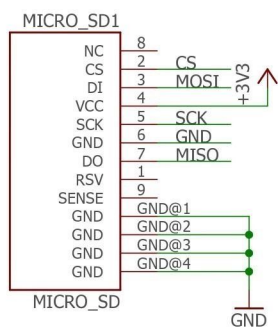 MICRO_SD1
NC 8
CS 2 CS
DI 3 MOSI
VCC 4 +3V3
SCK 5 SCK
GND 6 GND
DO 7 MISO
RSV 1
SENSE 9
GND GND@1
GND GND@2
GND GND@3
GND GND@4
MICRO_SD
GND